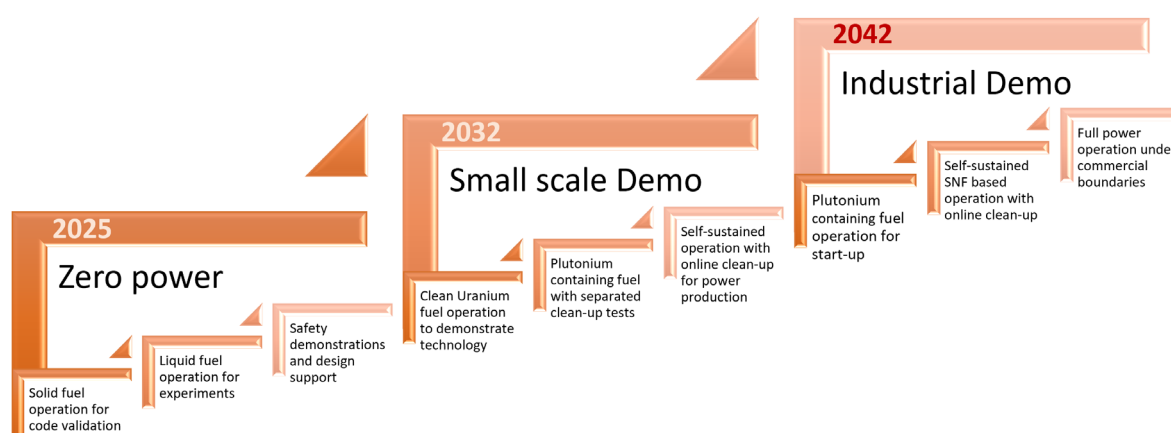 2025
Zero power
Solid fuel
operation for
code validation
Liquid fuel
operation for
experiments
Safety
demonstrations
and design
support
2032
Small scale Demo
Clean Uranium
fuel operation
to demonstrate
technology
Plutonium
containing fuel
with separated
clean-up tests
Self-sustained
operation with
online clean-up
for power
production
2042
Industrial Demo
Plutonium
containing fuel
operation for
start-up
Self-sustained
SNF based
operation with
online clean-up
Full power
operation under
commercial
boundaries